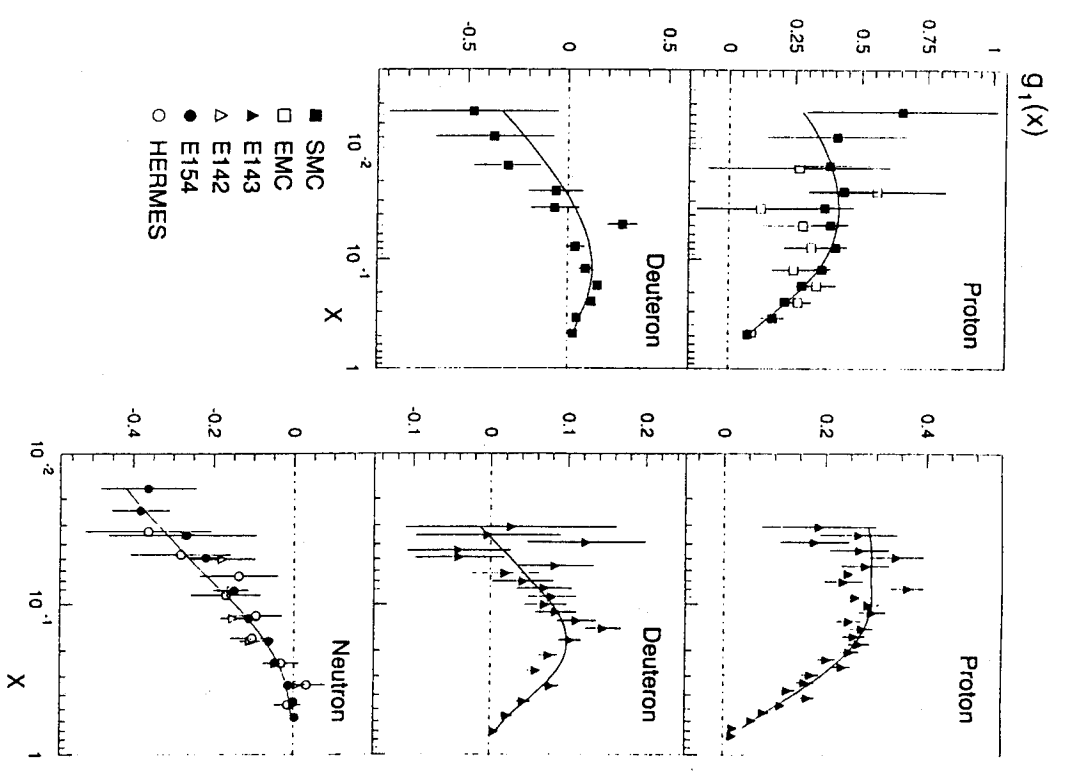 g1(x)
1
0.75
0.5
0.25
0
Proton
0.5
0
-0.5
Deuteron
10 -2
10 -1
1
X
SMC
EMC
E143
E142
E154
HERMES
0.4
0.2
0
Proton
0.2
0.1
0
-0.1
Deuteron
0
-0.2
-0.4
Neutron
10 -2
10 -1
1
X